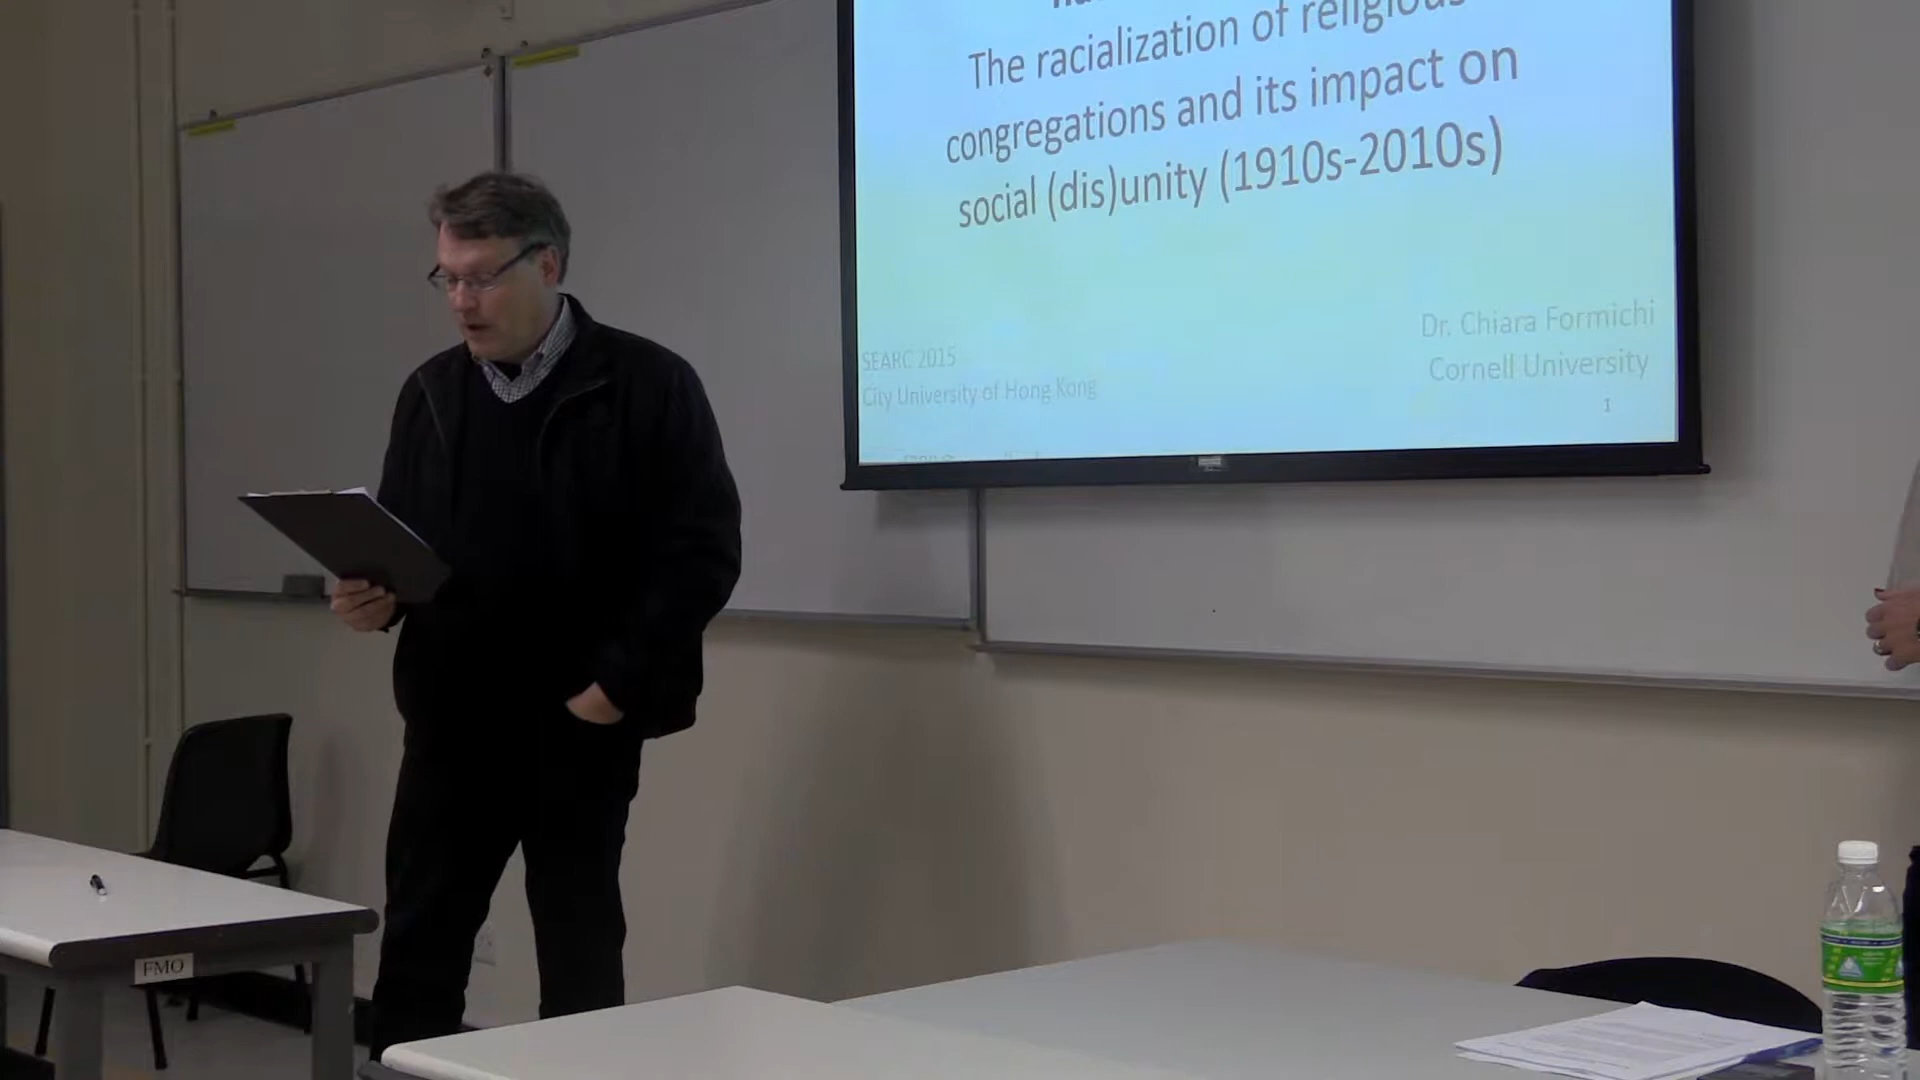 The racialization of religious
congregations and its impact on
social (dis)unity (1910s-2010s)
Dr. Chiara Formichi
Cornell University
SEARC 2015
City University of Hong Kong
1
FMO